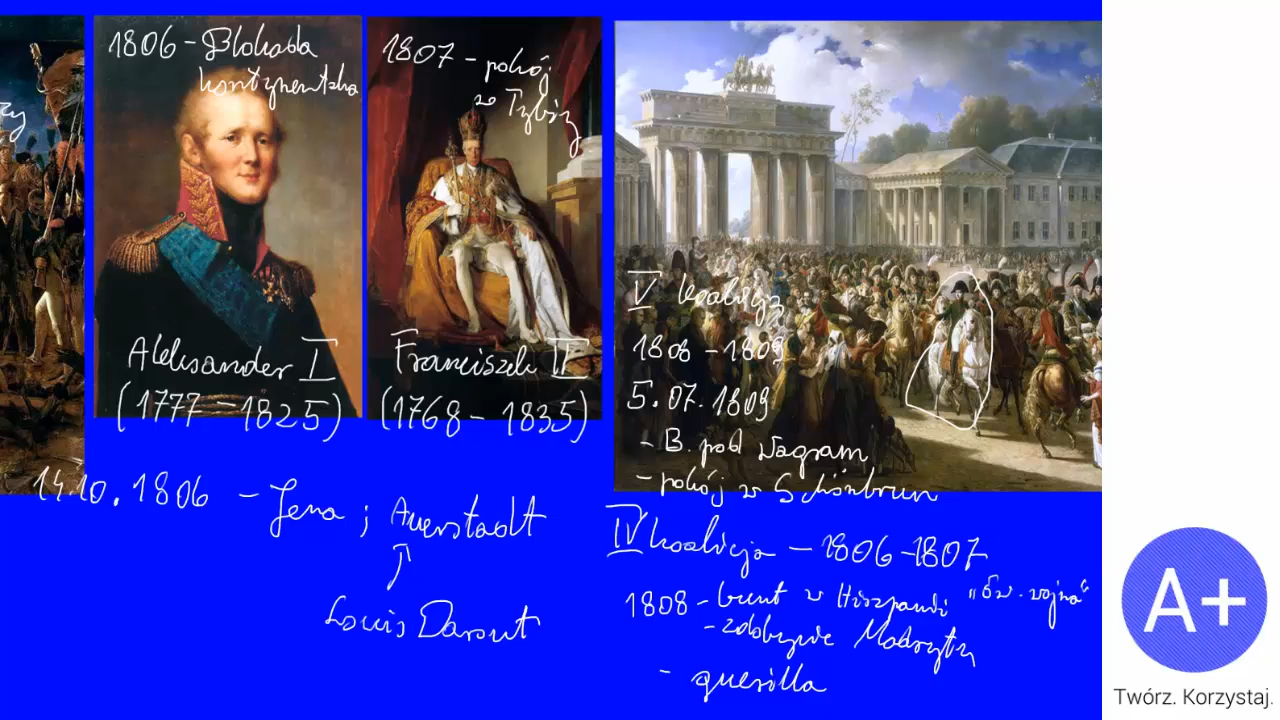 1806 - Blokada
kontynentalna
1807 - pokój
w Tylży
Aleksander I
(1777 - 1825)
Franciszek II
(1768 - 1835)
V koalicja
1808 - 1809
5.07.1809
- B. pod Wagram
- pokój w Schönbrun
14.10.1806 - Jena ; Auerstadt
Louis Davout
IV koalicja - 1806 - 1807
1808 - bunt w Hiszpanii "św. wojna"
- zdobycie Madrytu
- guerilla
A+
Twórz. Korzystaj.